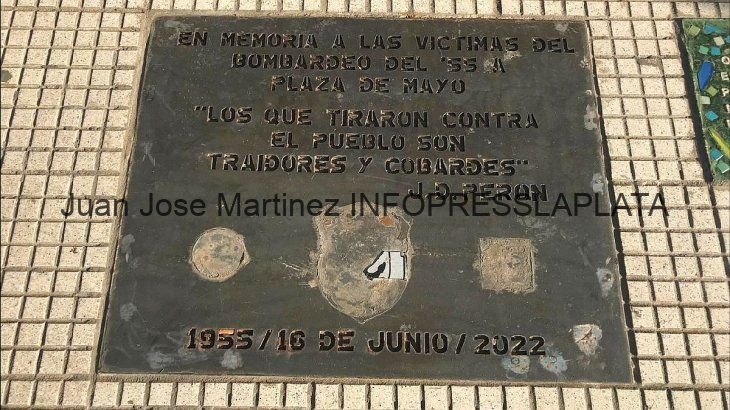 EN MEMORIA A LAS VICTIMAS DEL
BOMBARDEO DEL '55 A
PLAZA DE MAYO
"LOS QUE TIRARON CONTRA
EL PUEBLO SON
TRAIDORES Y COBARDES"
J.D.PERON
Juan Jose Martinez INFOPRESSLAPLATA
1955/16 DE JUNIO/2022